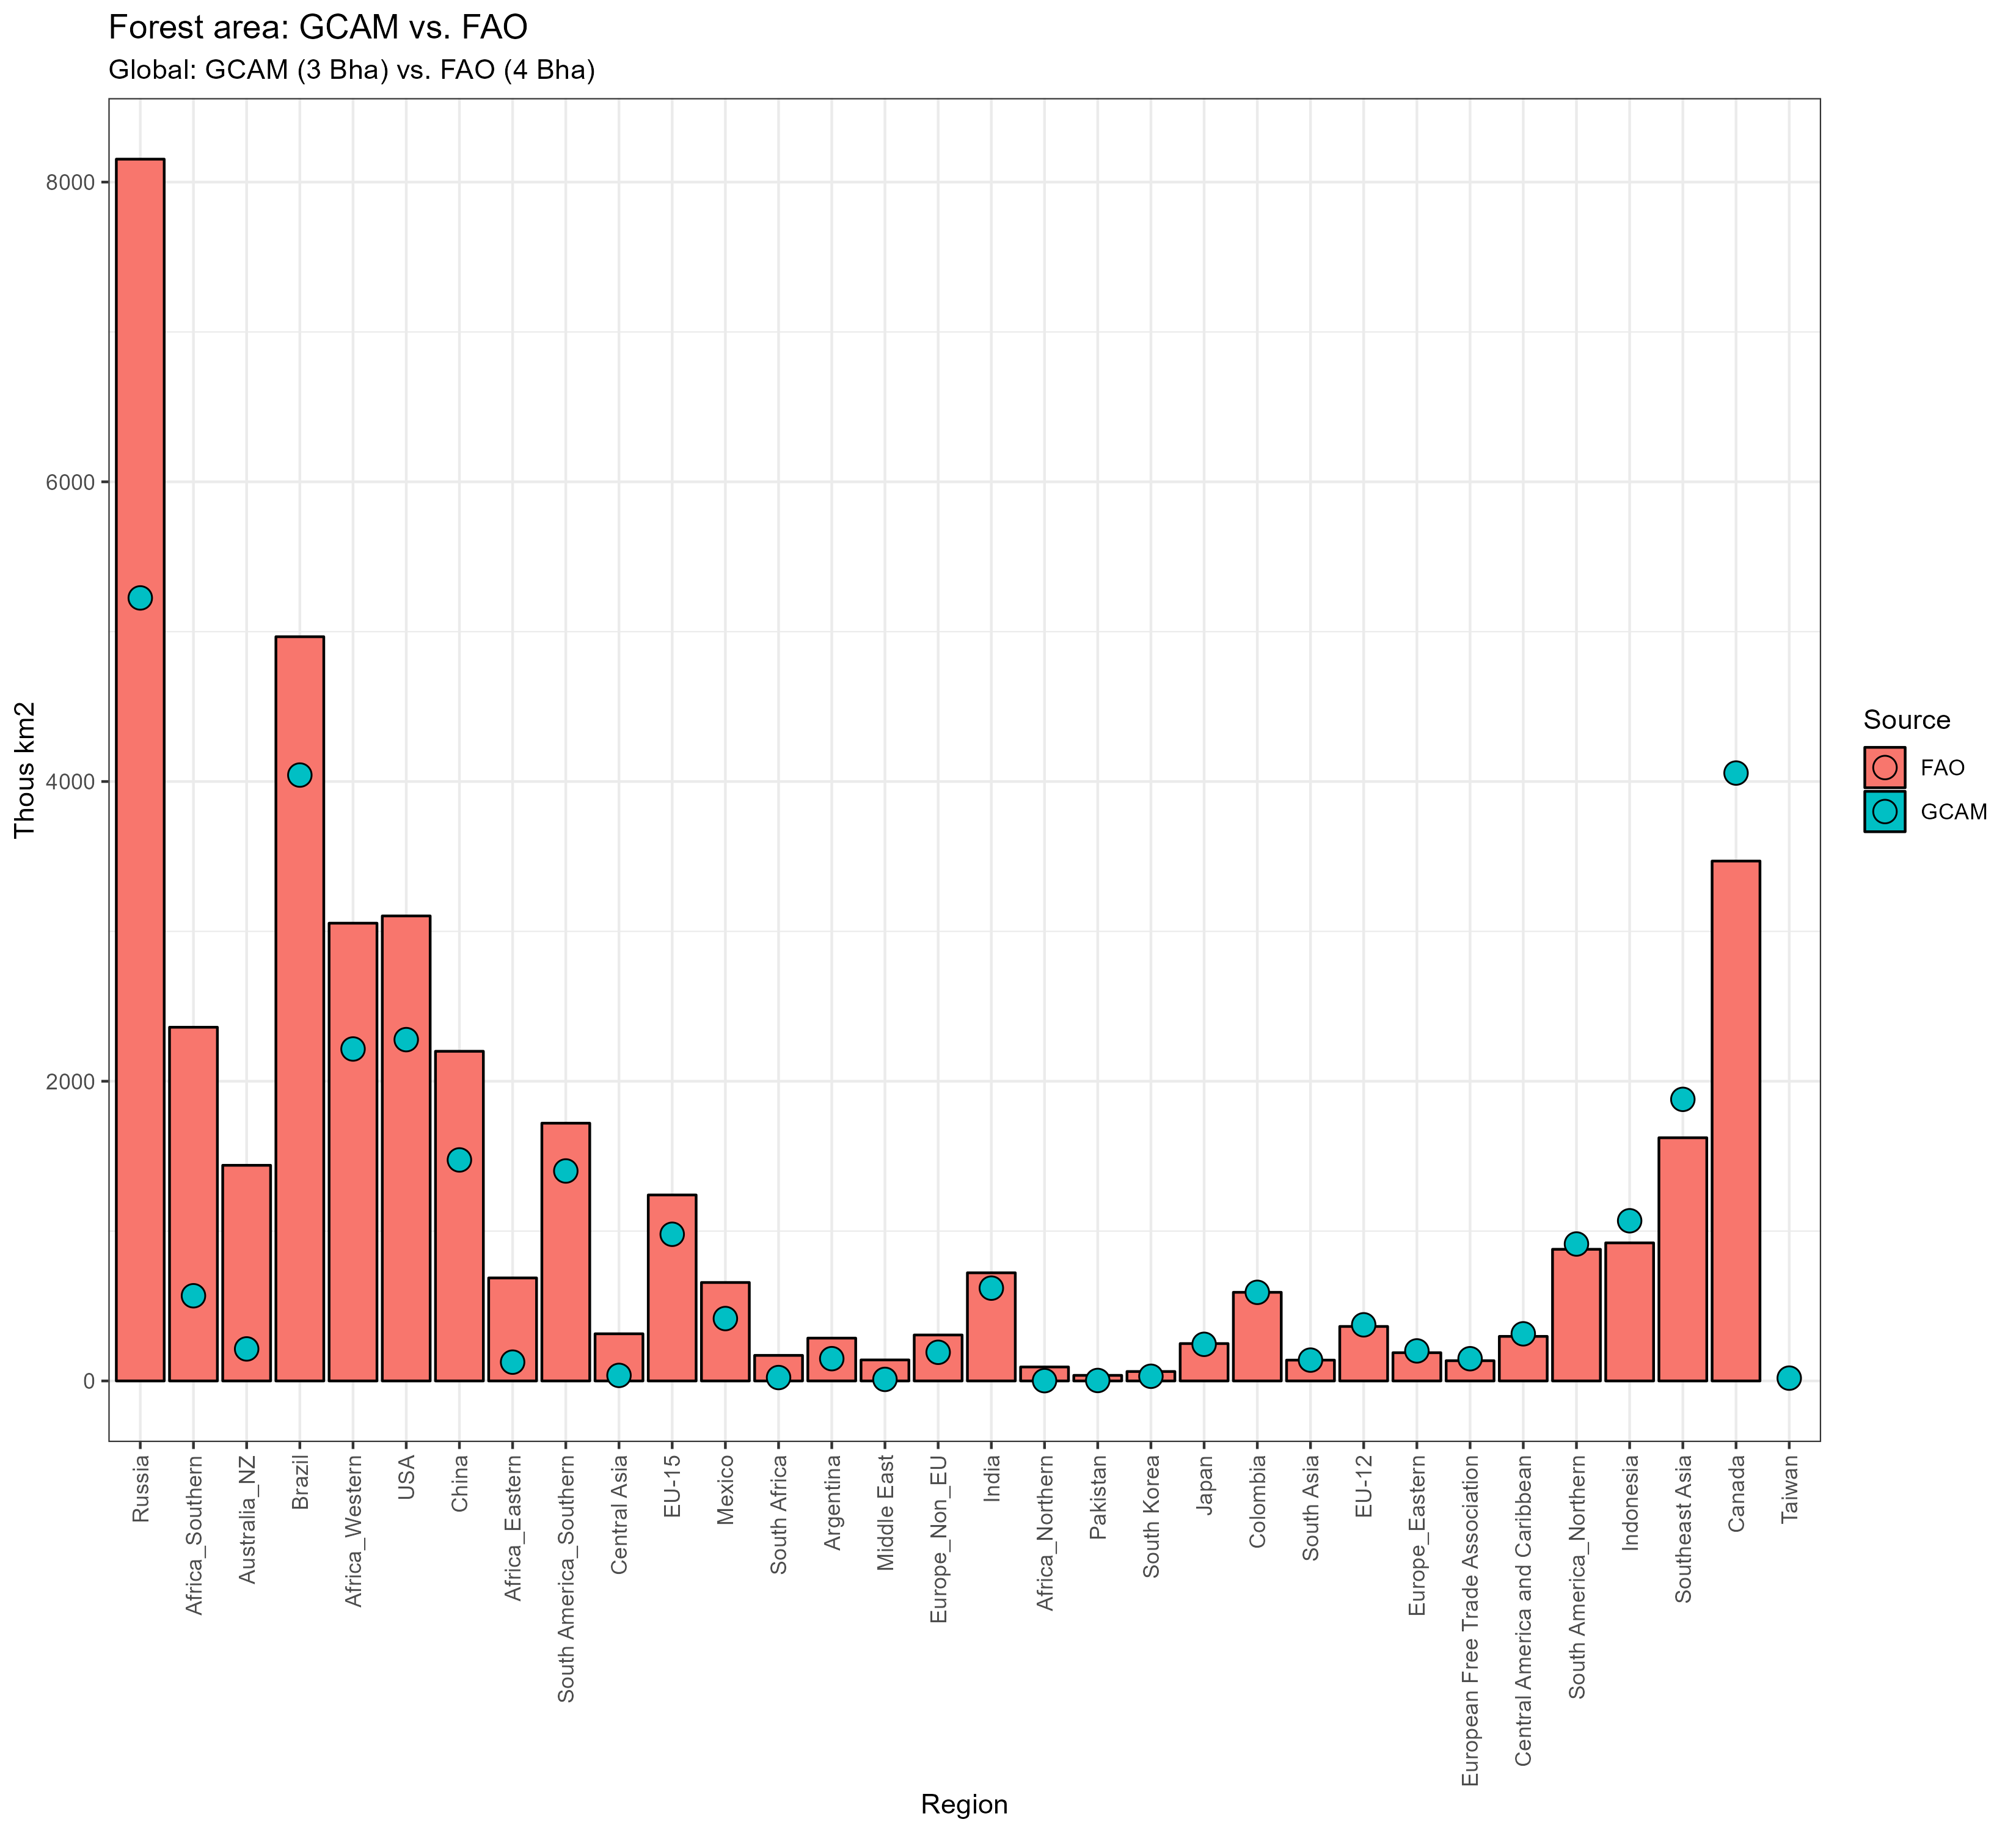 Forest area: GCAM vs. FAO
Global: GCAM (3 Bha) vs. FAO (4 Bha)
Thous km2
8000
6000
4000
2000
0
Russia
Africa_Southern
Australia_NZ
Brazil
Africa_Western
USA
China
Africa_Eastern
South America_Southern
Central Asia
EU-15
Mexico
South Africa
Argentina
Middle East
Europe_Non_EU
India
Africa_Northern
Pakistan
South Korea
Japan
Colombia
South Asia
EU-12
Europe_Eastern
European Free Trade Association
Central America and Caribbean
South America_Northern
Indonesia
Southeast Asia
Canada
Taiwan
Region
Source
FAO
GCAM